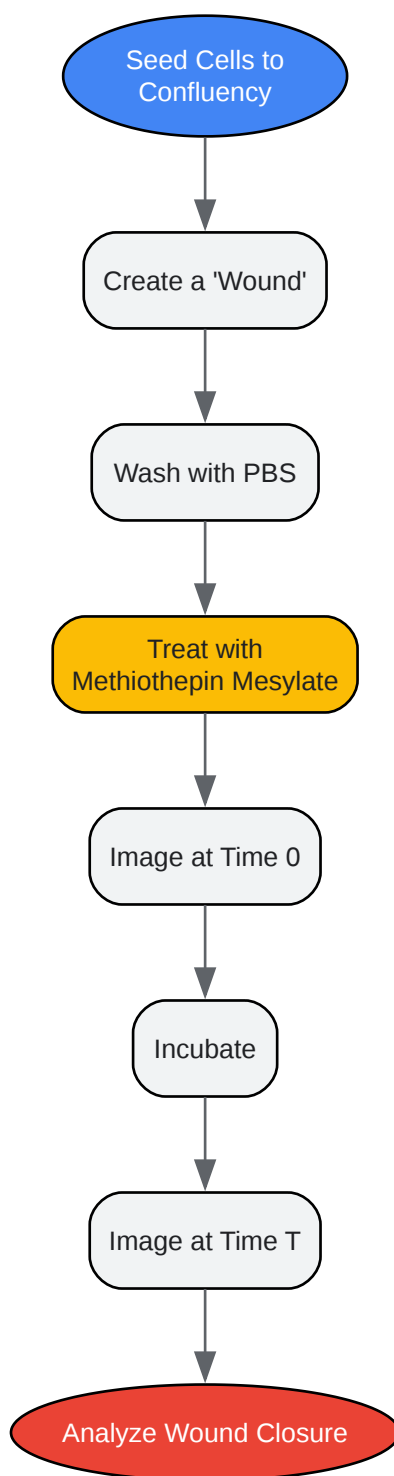 Seed Cells to
Confluency
Create a 'Wound'
Wash with PBS
Treat with
Methiothepin Mesylate
Image at Time 0
Incubate
Image at Time T
Analyze Wound Closure